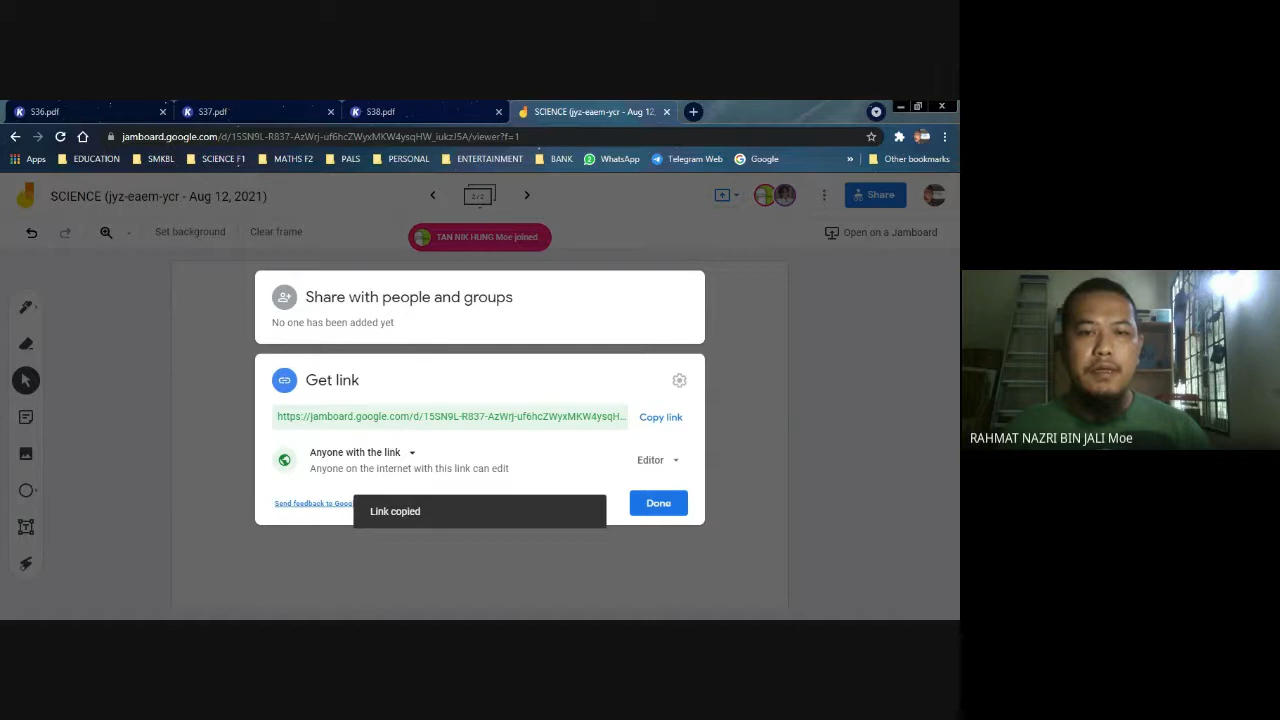 S36.pdf
S37.pdf
S38.pdf
SCIENCE (jyz-eaem-ycr - Aug 12,
jamboard.google.com/d/15SN9L-R837-AzWrj-uf6hcZWyxMKW4ysqHW_iukzJ5A/viewer?f=1
Apps EDUCATION SMKBL SCIENCE F1 MATHS F2 PALS PERSONAL ENTERTAINMENT BANK WhatsApp Telegram Web Google » Other bookmarks
SCIENCE (jyz-eaem-ycr - Aug 12, 2021)
2/2
Share
Set background Clear frame
TAN NIK HUNG Moe joined
Open on a Jamboard
Share with people and groups
No one has been added yet
Get link
https://jamboard.google.com/d/15SN9L-R837-AzWrj-uf6hcZWyxMKW4ysqH...
Copy link
Anyone with the link
Anyone on the internet with this link can edit
Editor
Send feedback to Goo
Link copied
Done
RAHMAT NAZRI BIN JALI Moe